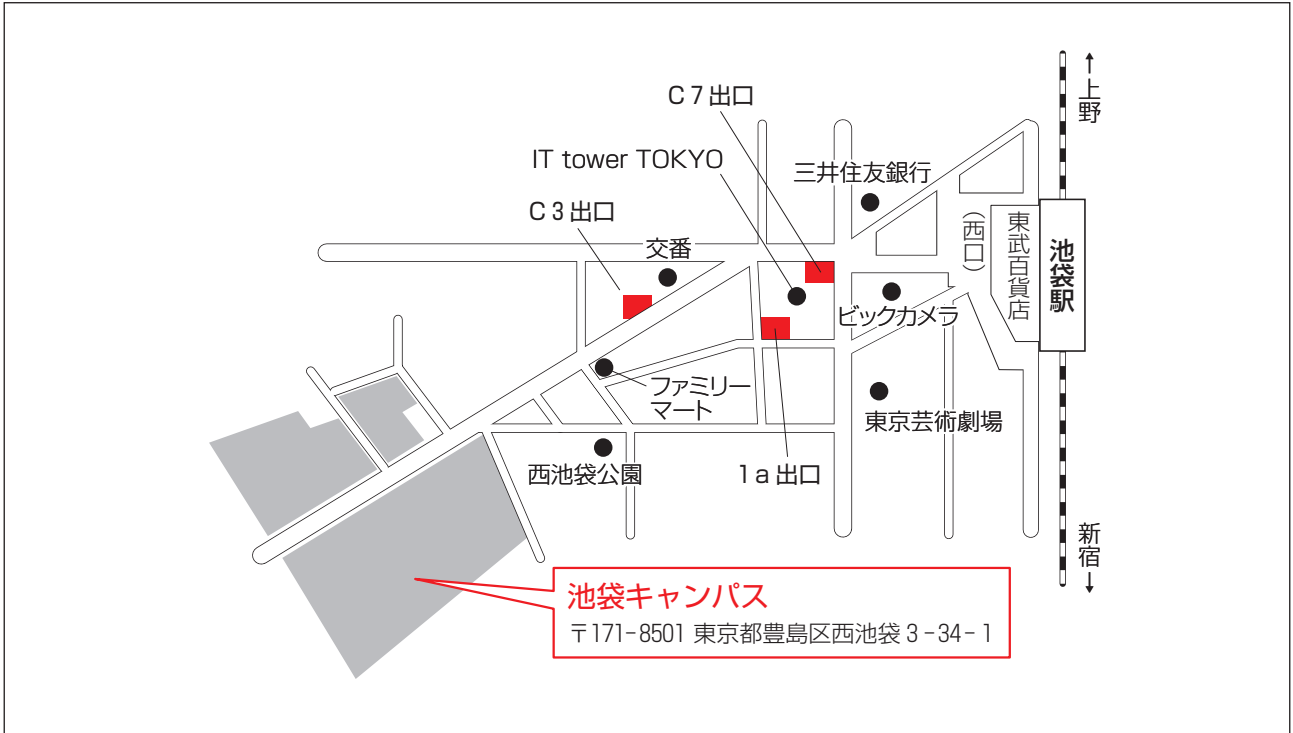 ↑上野
C7出口
IT tower TOKYO
三井住友銀行
C3出口
交番
(西口)
東武百貨店
池袋駅
ビックカメラ
ファミリー
マート
東京芸術劇場
西池袋公園
1a出口
新宿↓
池袋キャンパス
〒171-8501 東京都豊島区西池袋3-34-1